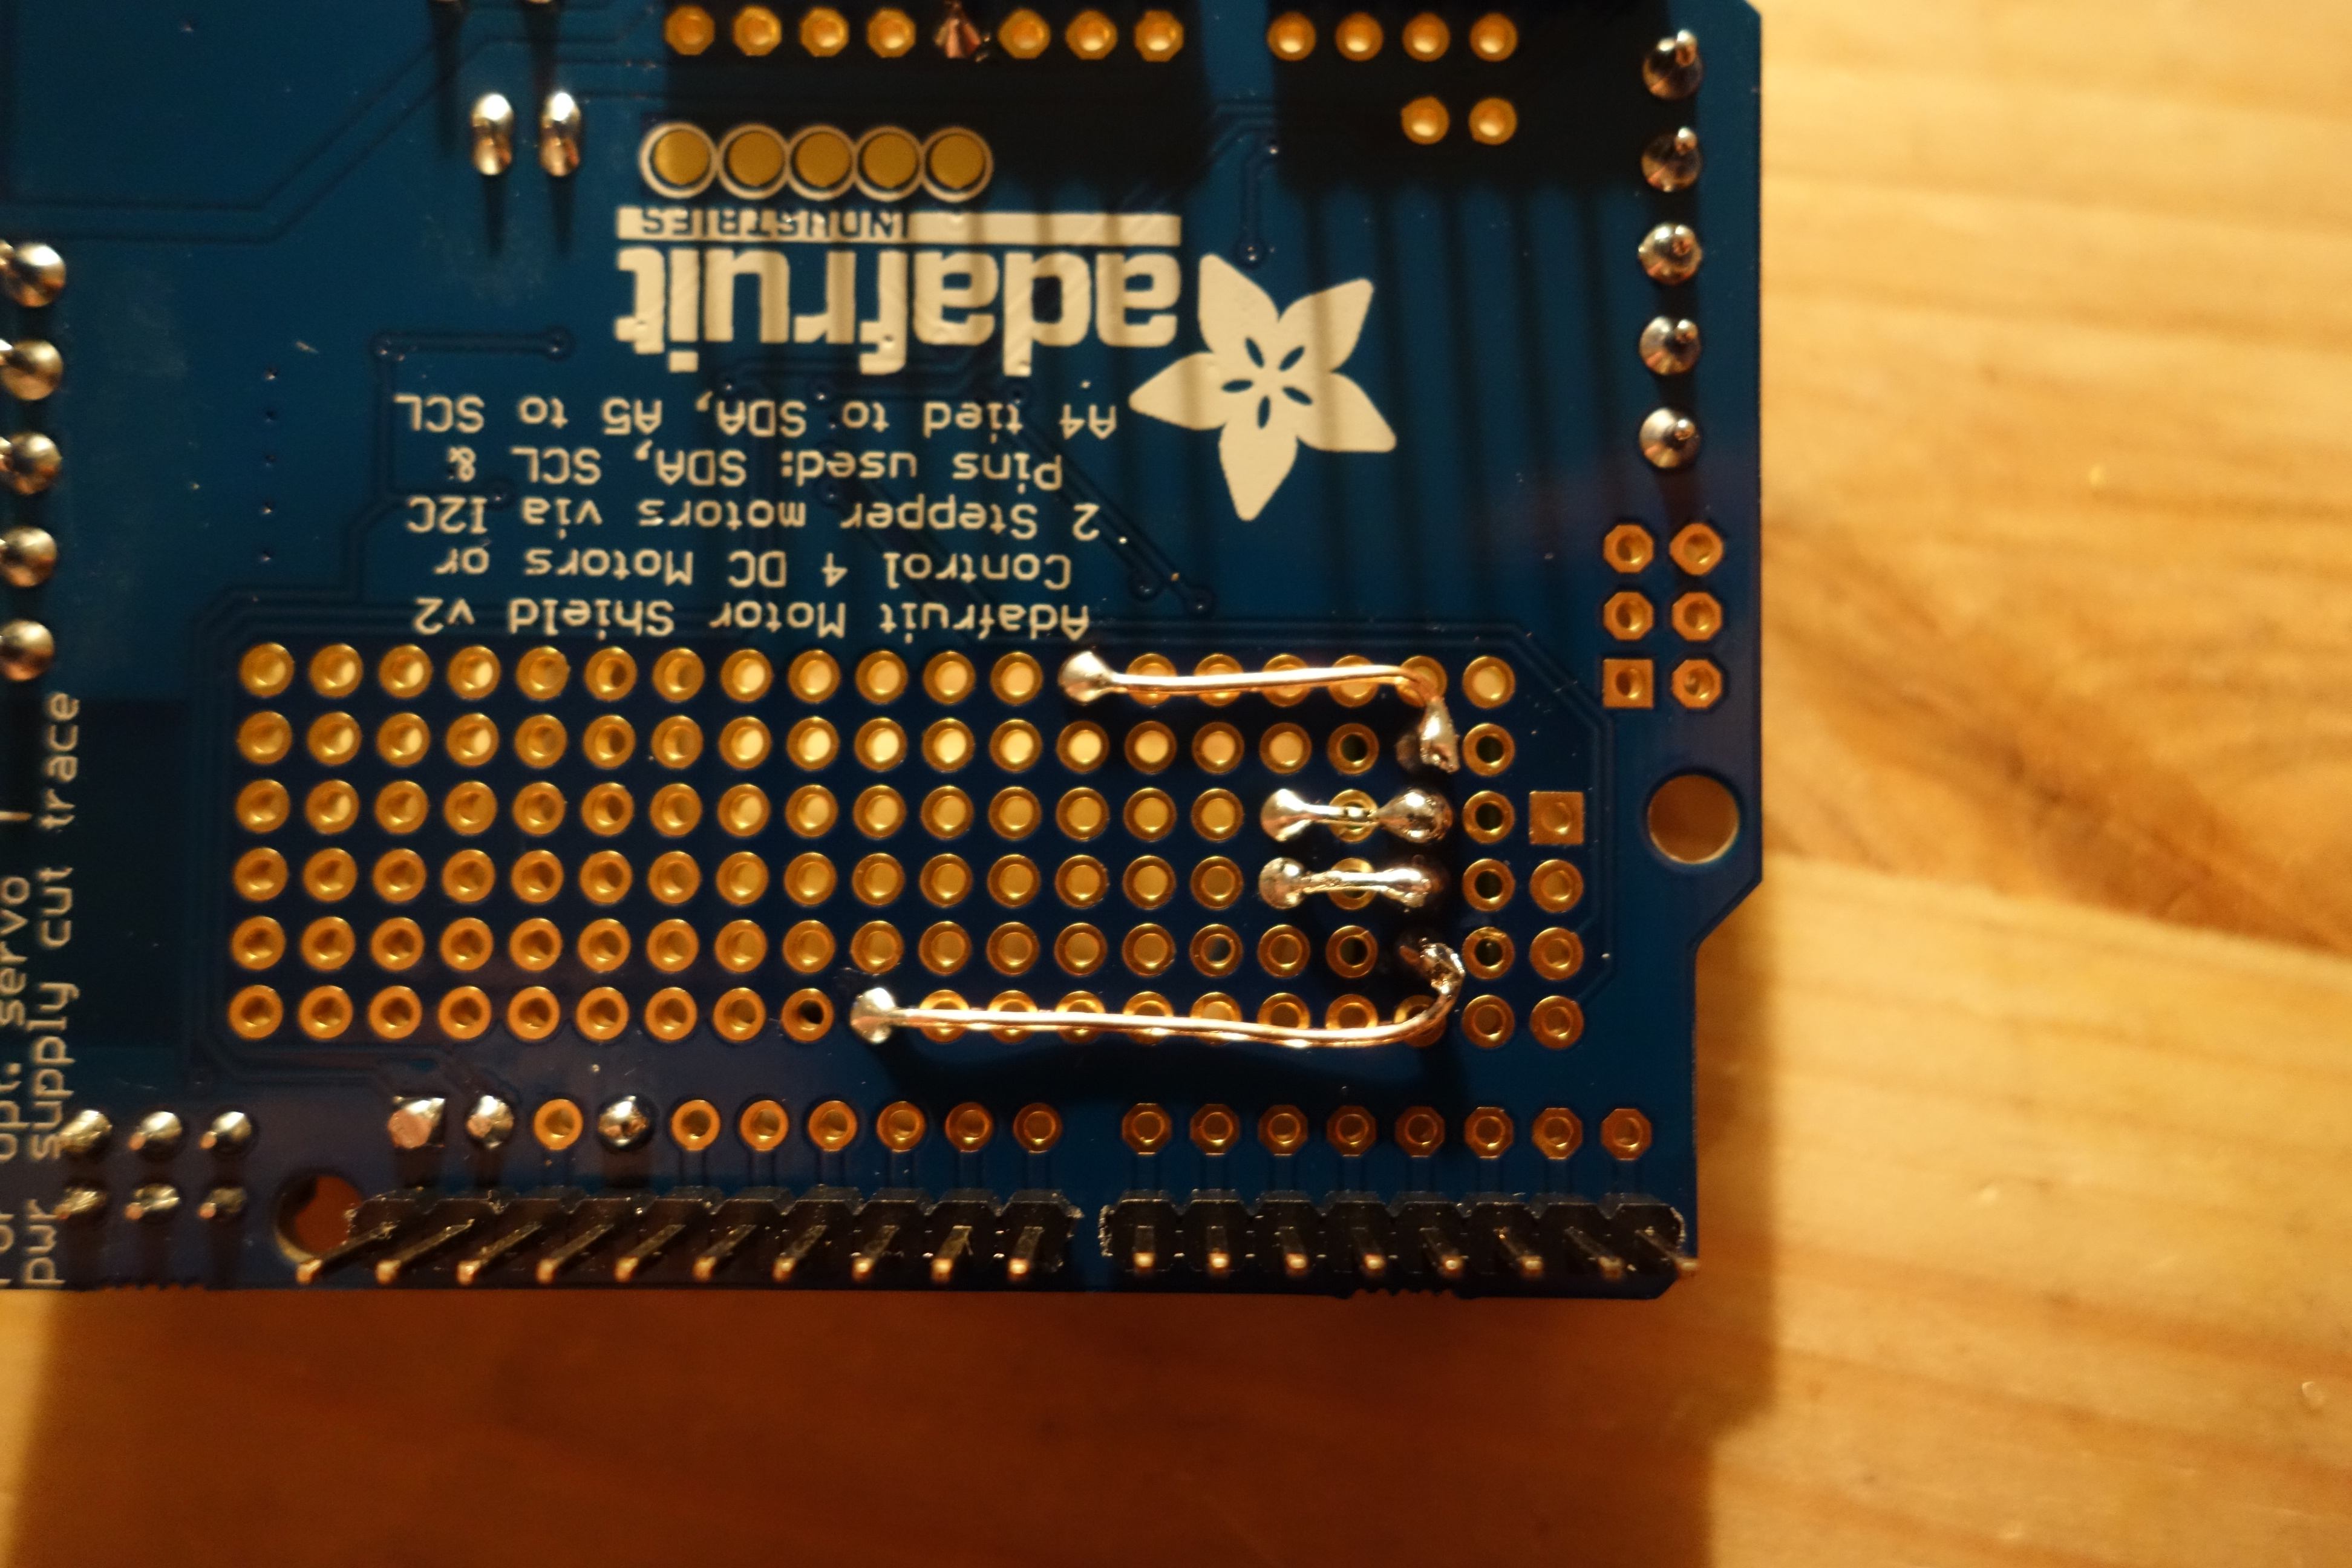 Adafruit Motor Shield v2
Control 4 DC Motors or
2 Stepper motors via I2C
Pins used: SDA, SCL &
A4 tied to SDA, A5 to SCL
adafruit
INDUSTRIES
opt. servo
pwr supply cut trace